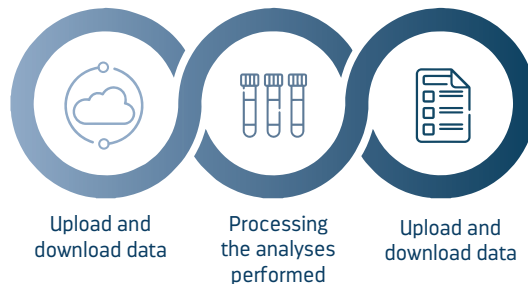 Upload and
download data
Processing
the analyses
performed
Upload and
download data